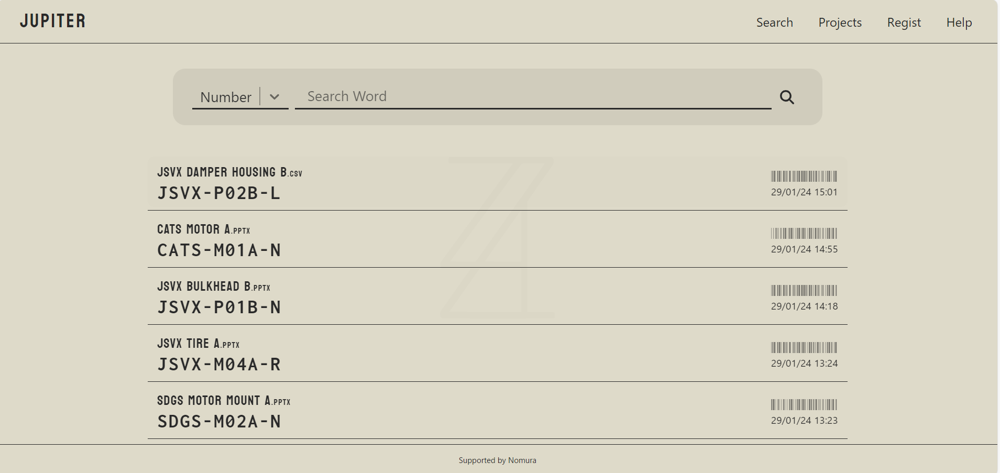 JUPITER
Search Projects Regist Help
Number
Search Word
JSVX DAMPER HOUSING B.CSV
JSVX-P02B-L
29/01/24 15:01
CATS MOTOR A.PPTX
CATS-M01A-N
29/01/24 14:55
JSVX BULKHEAD B.PPTX
JSVX-P01B-N
29/01/24 14:18
JSVX TIRE A.PPTX
JSVX-M04A-R
29/01/24 13:24
SDGS MOTOR MOUNT A.PPTX
SDGS-M02A-N
29/01/24 13:23
Supported by Nomura